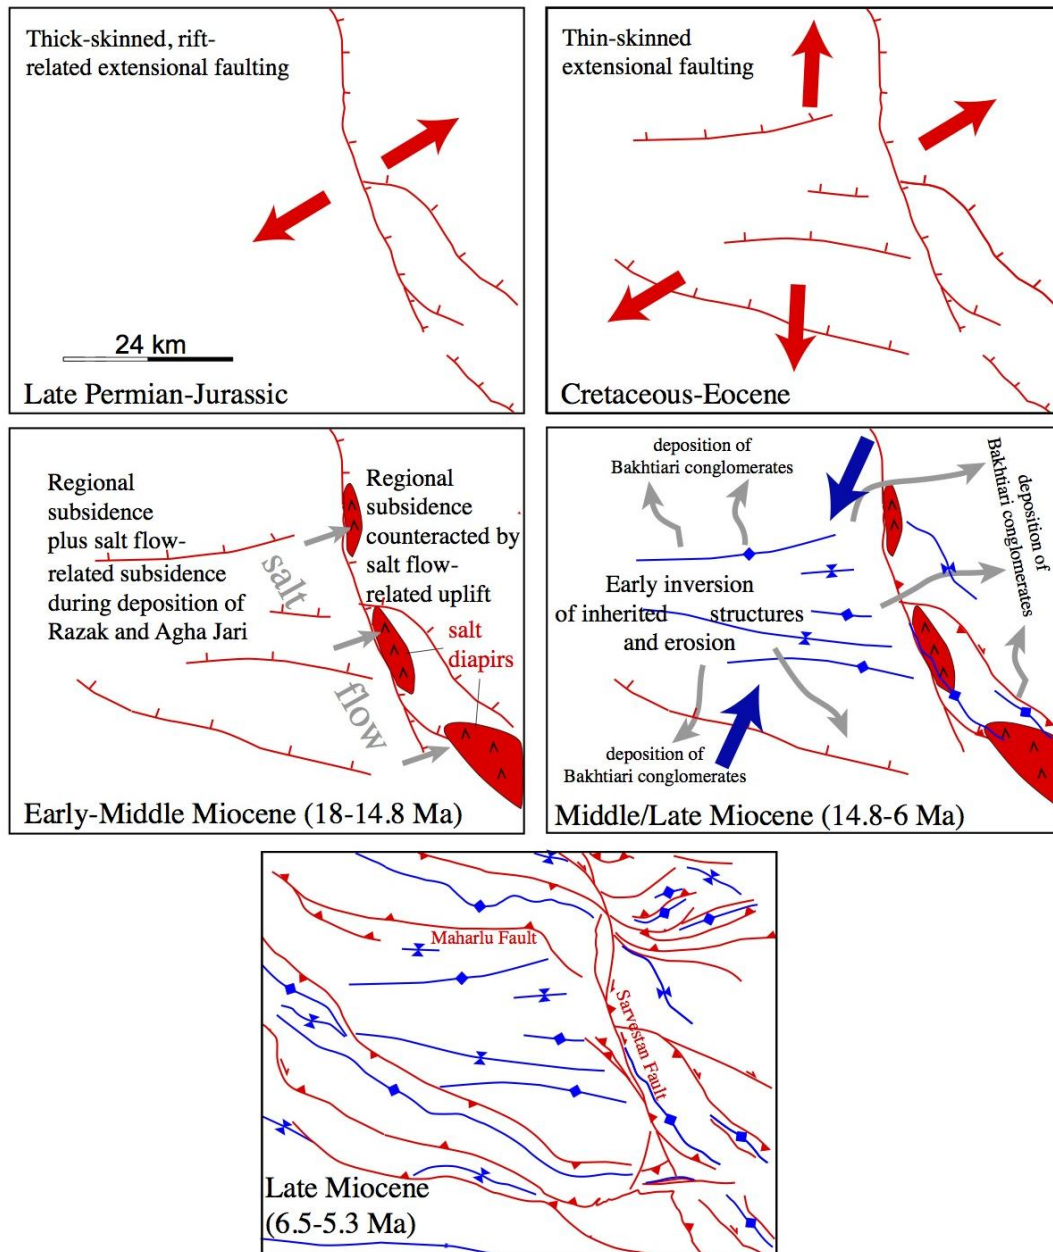 Thick-skinned, rift-
related extensional faulting
24 km
Late Permian-Jurassic
Thin-skinned
extensional faulting
Cretaceous-Eocene
Regional
subsidence
plus salt flow-
related subsidence
during deposition of
Razak and Agha Jari
Regional
subsidence
counteracted by
salt flow-
related uplift
salt
flow
salt
diapirs
Early-Middle Miocene (18-14.8 Ma)
deposition of
Bakhtiari conglomerates
deposition of
Bakhtiari conglomerates
Early inversion
of inherited structures
and erosion
deposition of
Bakhtiari conglomerates
Middle/Late Miocene (14.8-6 Ma)
Maharlu Fault
Sarvestan Fault
Late Miocene
(6.5-5.3 Ma)